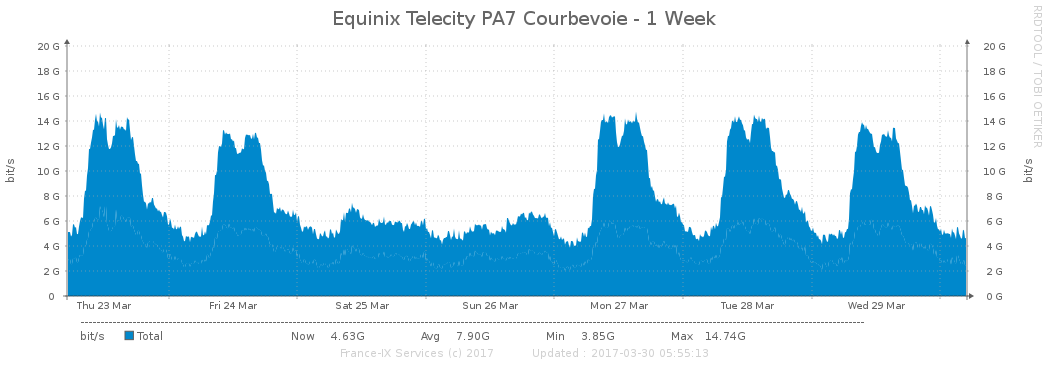 Equinix Telecity PA7 Courbevoie - 1 Week
RRDTOOL / TOBI OETIKER
bit/s
20 G 20 G
18 G 18 G
16 G 16 G
14 G 14 G
12 G 12 G
10 G 10 G
8 G 8 G
6 G 6 G
4 G 4 G
2 G 2 G
0 0 G
bit/s
Thu 23 Mar Fri 24 Mar Sat 25 Mar Sun 26 Mar Mon 27 Mar Tue 28 Mar Wed 29 Mar
bit/s Total Now 4.63G Avg 7.90G Min 3.85G Max 14.74G
France-IX Services (c) 2017 Updated : 2017-03-30 05:55:13